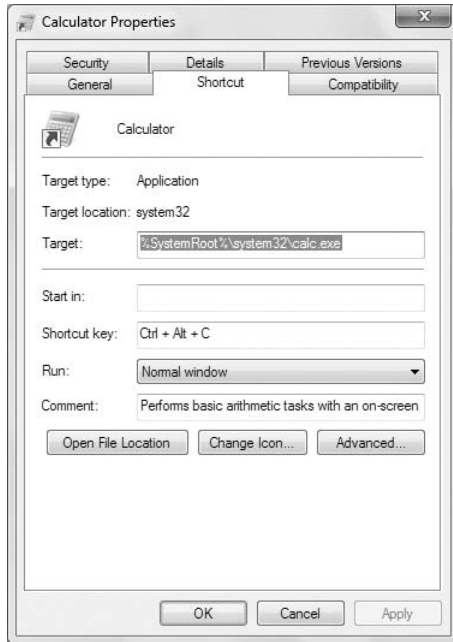 Calculator Properties
x
Security Details Previous Versions
General Shortcut Compatibility
Calculator
Target type: Application
Target location: system32
Target: %SystemRoot%\system32\calc.exe
Start in:
Shortcut key: Ctrl + Alt + C
Run: Normal window
Comment: Performs basic arithmetic tasks with an on-screen
Open File Location Change Icon... Advanced...
OK Cancel Apply